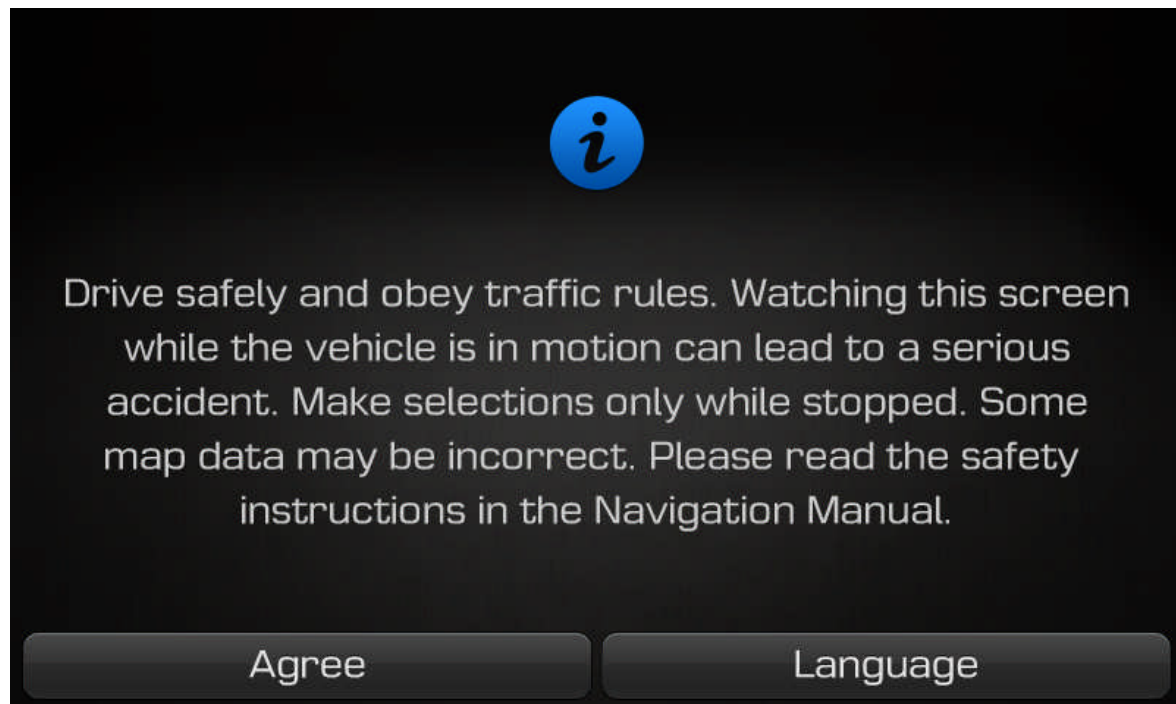 i
Drive safely and obey traffic rules. Watching this screen
while the vehicle is in motion can lead to a serious
accident. Make selections only while stopped. Some
map data may be incorrect. Please read the safety
instructions in the Navigation Manual.
Agree
Language